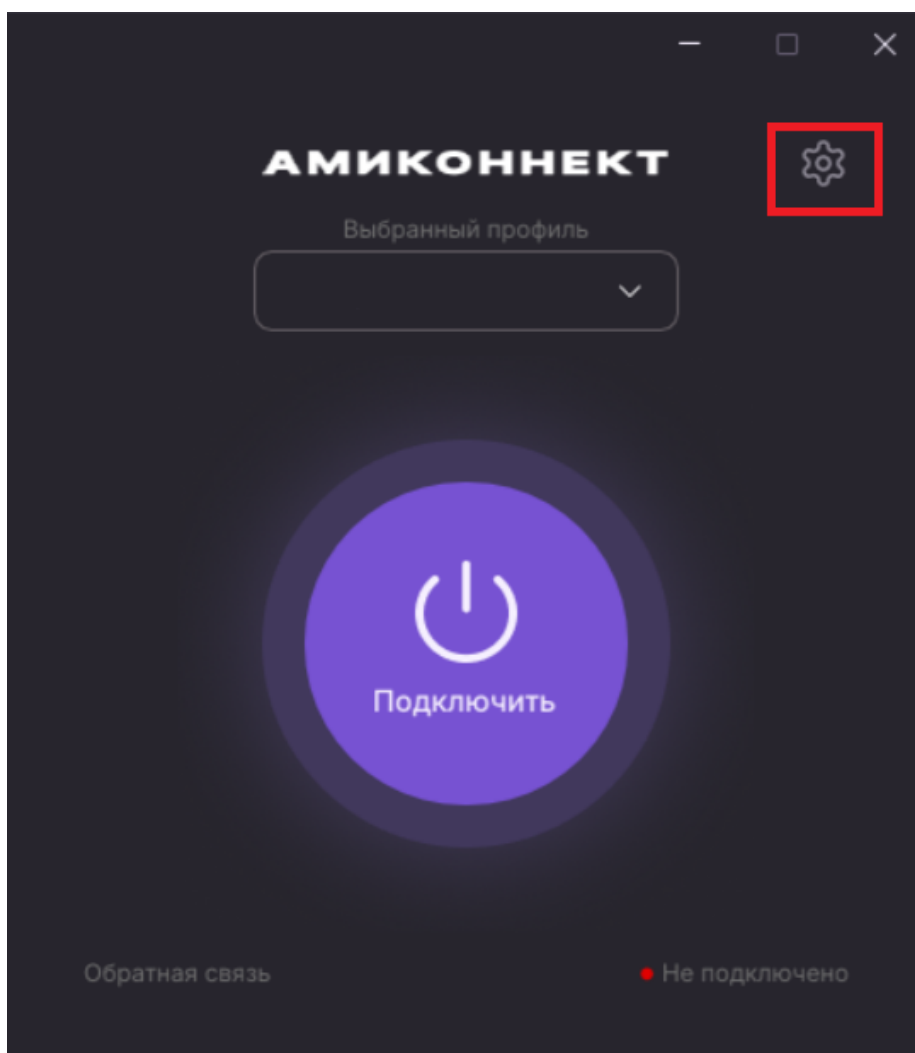 АМИКОННЕКТ
Выбранный профиль
Подключить
Обратная связь
Не подключено